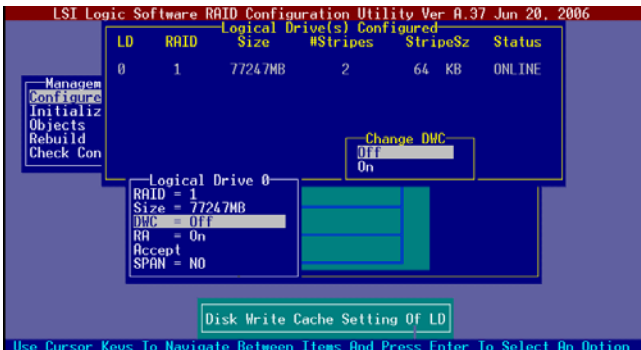 LSI Logic Software RAID Configuration Utility Ver A.37 Jun 20, 2006
Logical Drive(s) Configured
LD RAID Size #Stripes StripeSz Status
0 1 77247MB 2 64 KB ONLINE
Managem
Configure
Initializ
Objects
Rebuild
Check Con
Change DWC
Off
On
Logical Drive 0
RAID = 1
Size = 77247MB
DWC = Off
RA = On
Accept
SPAN = NO
Disk Write Cache Setting Of LD
Use Cursor Keys To Navigate Between Items And Press Enter To Select An Option